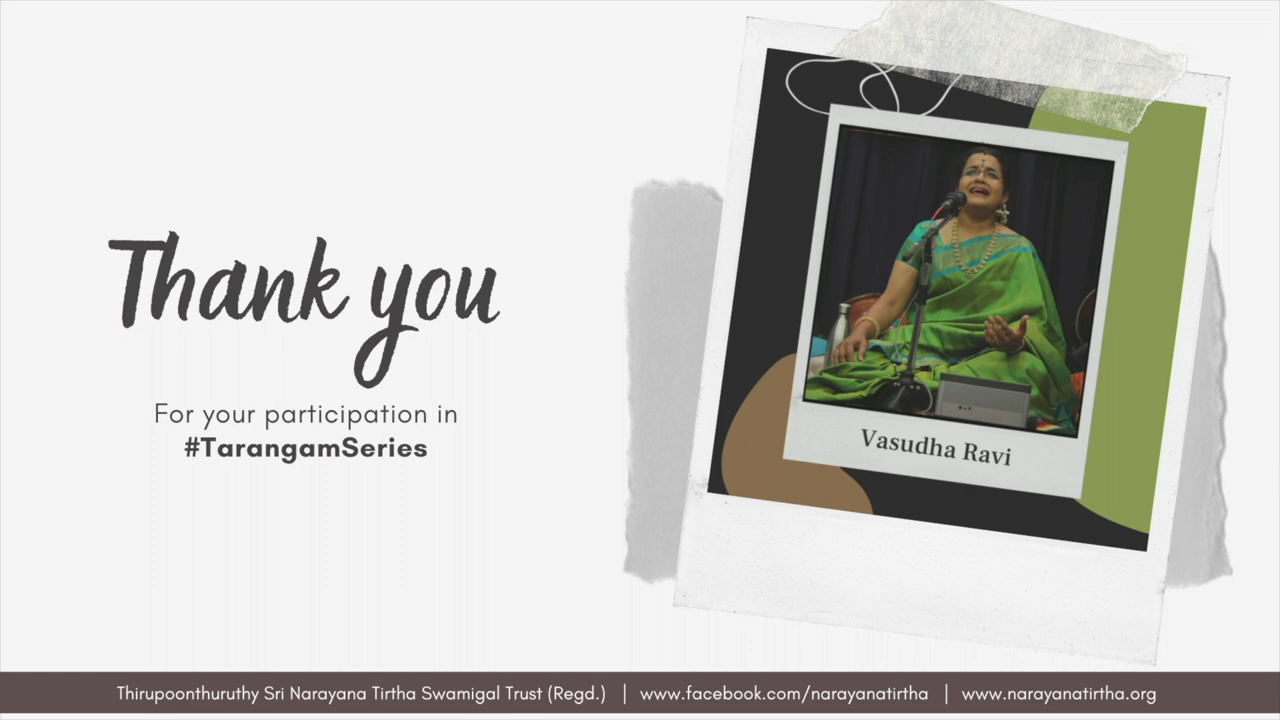 Thank you
For your participation in
#TarangamSeries
Vasudha Ravi
Thirupoonthuruthy Sri Narayana Tirtha Swamigal Trust (Regd.) | www.facebook.com/narayanatirtha | www.narayanatirtha.org